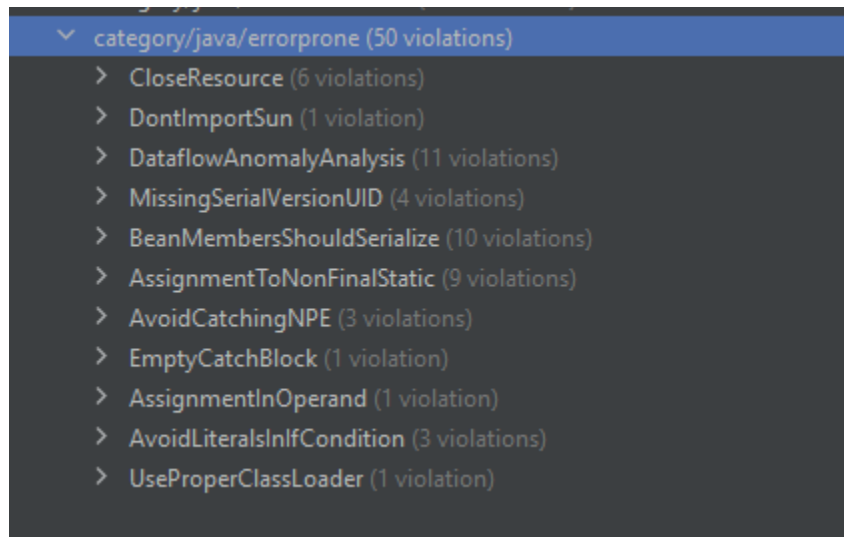 category/java/errorprone (50 violations)
CloseResource (6 violations)
DontImportSun (1 violation)
DataflowAnomalyAnalysis (11 violations)
MissingSerialVersionUID (4 violations)
BeanMembersShouldSerialize (10 violations)
AssignmentToNonFinalStatic (9 violations)
AvoidCatchingNPE (3 violations)
EmptyCatchBlock (1 violation)
AssignmentInOperand (1 violation)
AvoidLiteralsInIfCondition (3 violations)
UseProperClassLoader (1 violation)